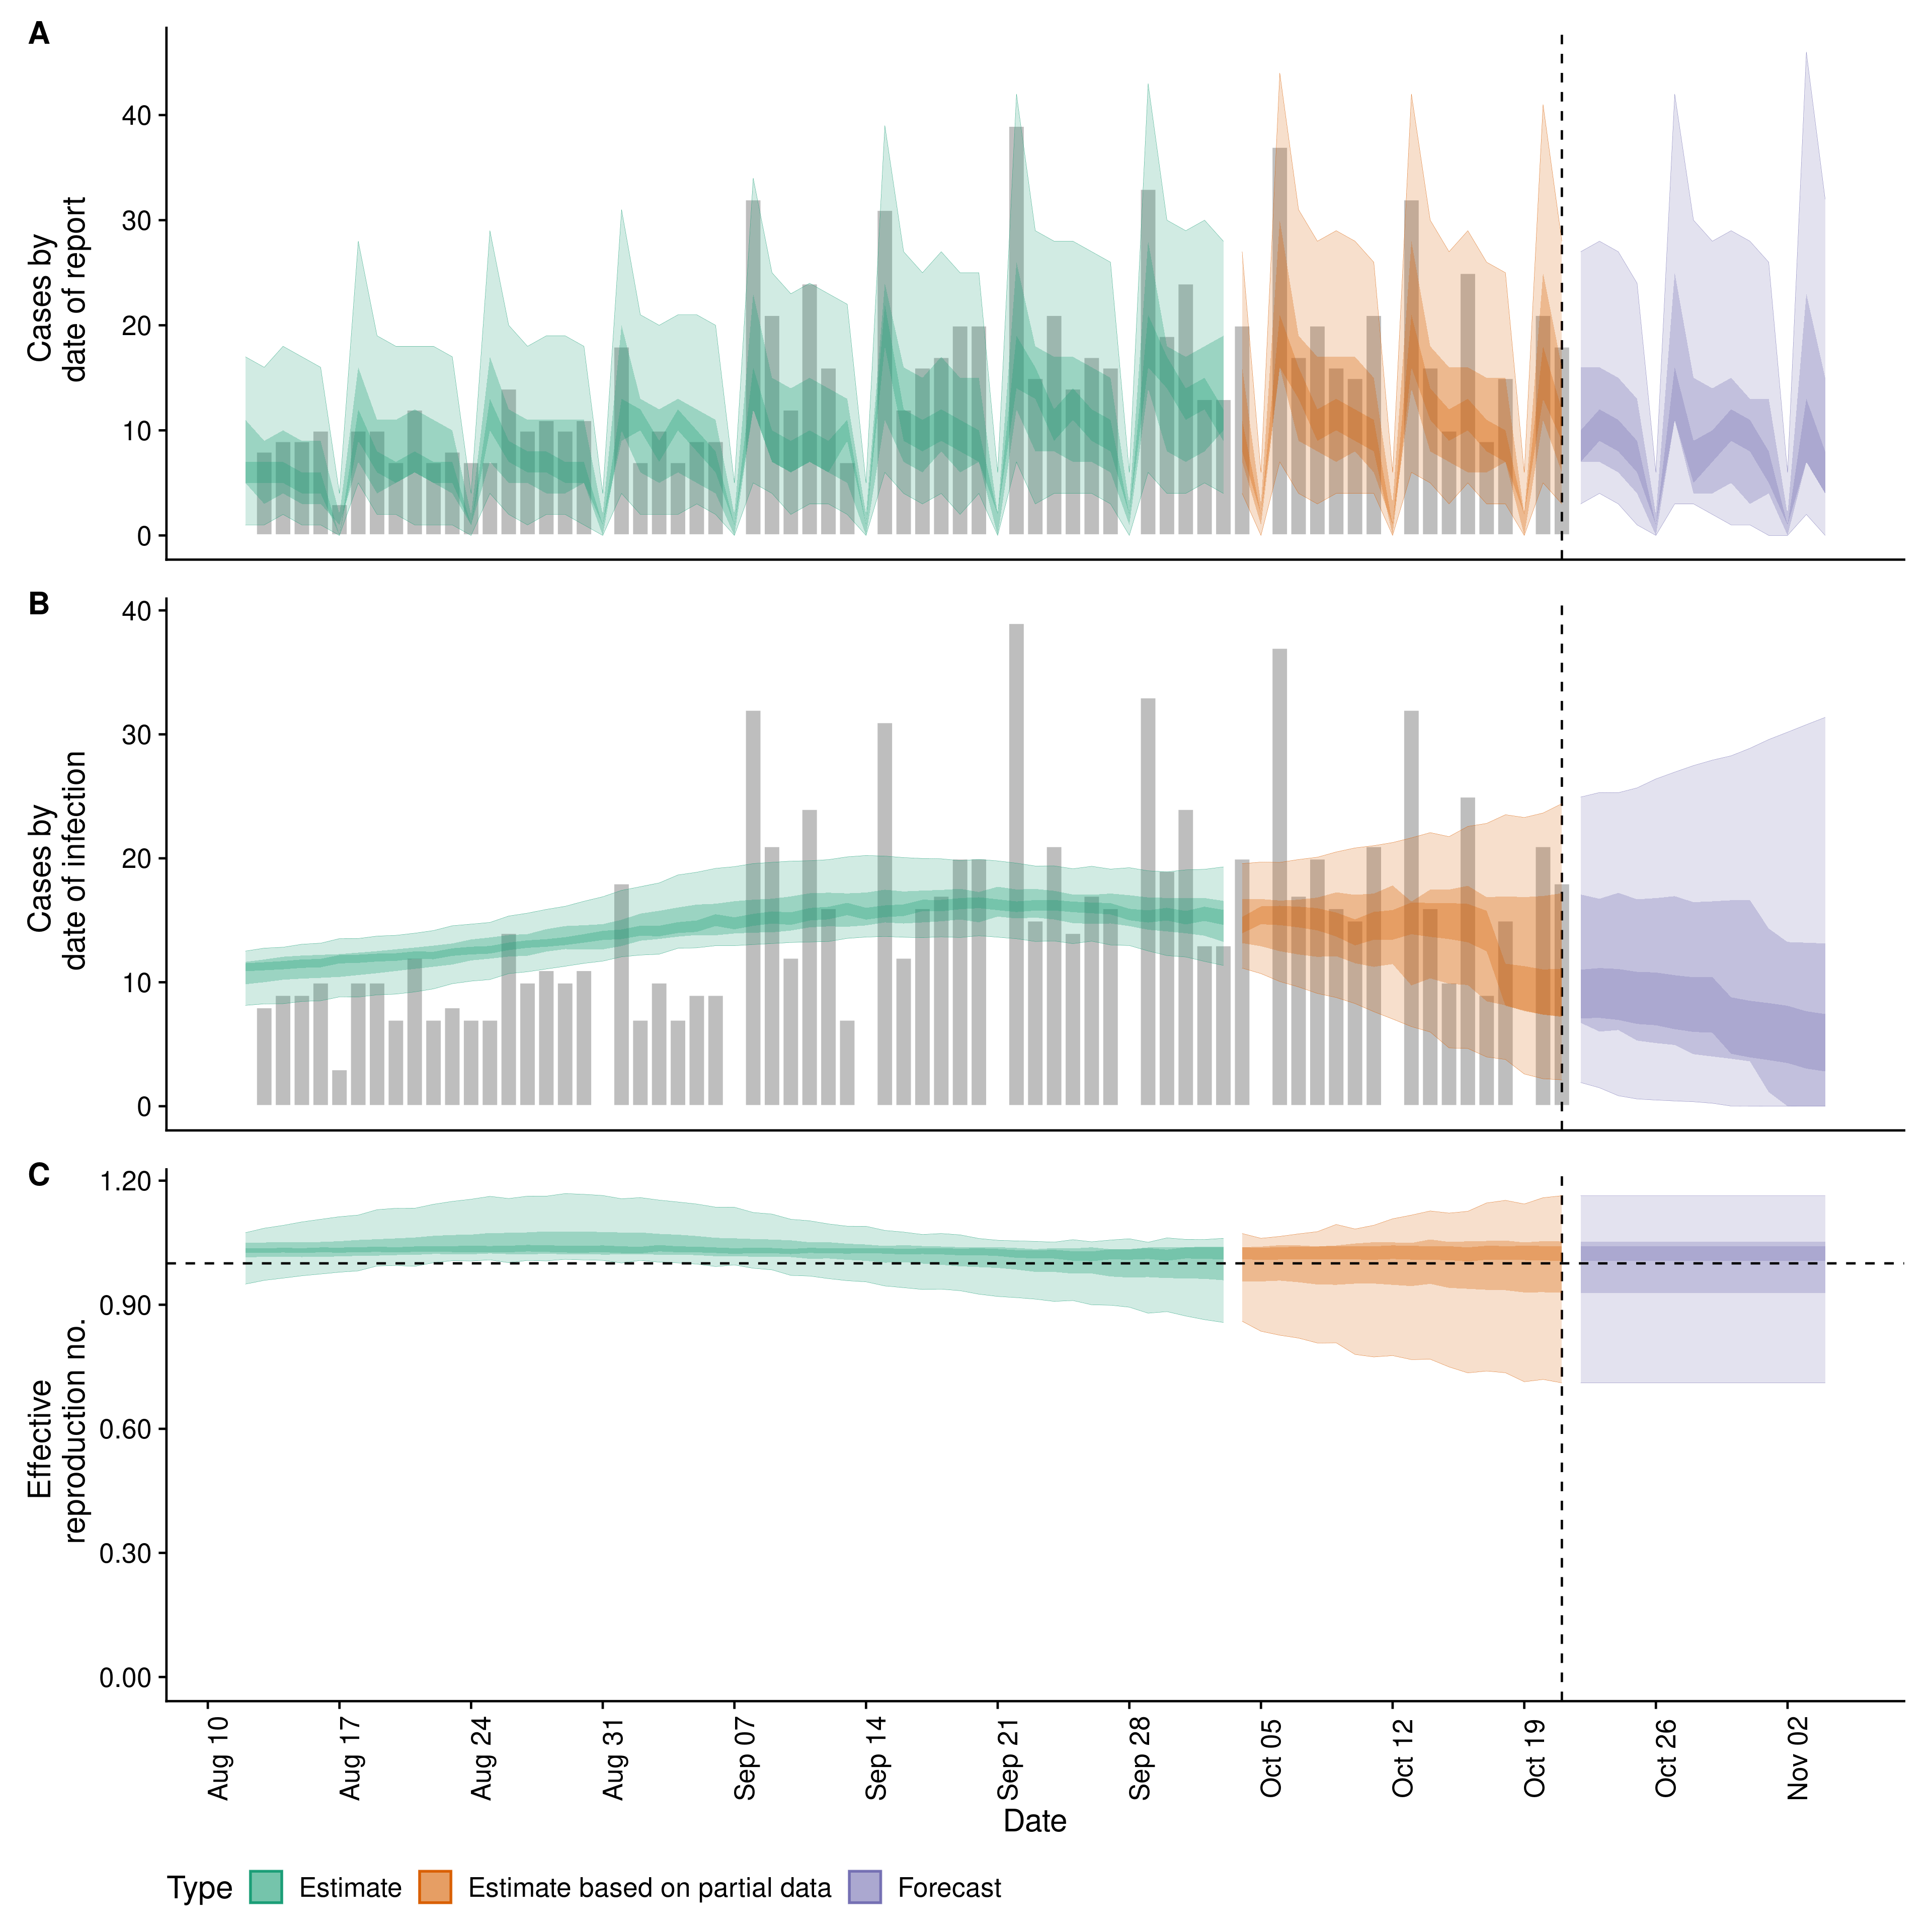 A
Cases by
date of report
40
30
20
10
0
B
Cases by
date of infection
40
30
20
10
0
C
Effective
reproduction no.
1.20
0.90
0.60
0.30
0.00
Aug 10
Aug 17
Aug 24
Aug 31
Sep 07
Sep 14
Sep 21
Sep 28
Oct 05
Oct 12
Oct 19
Oct 26
Nov 02
Date
Type Estimate Estimate based on partial data Forecast